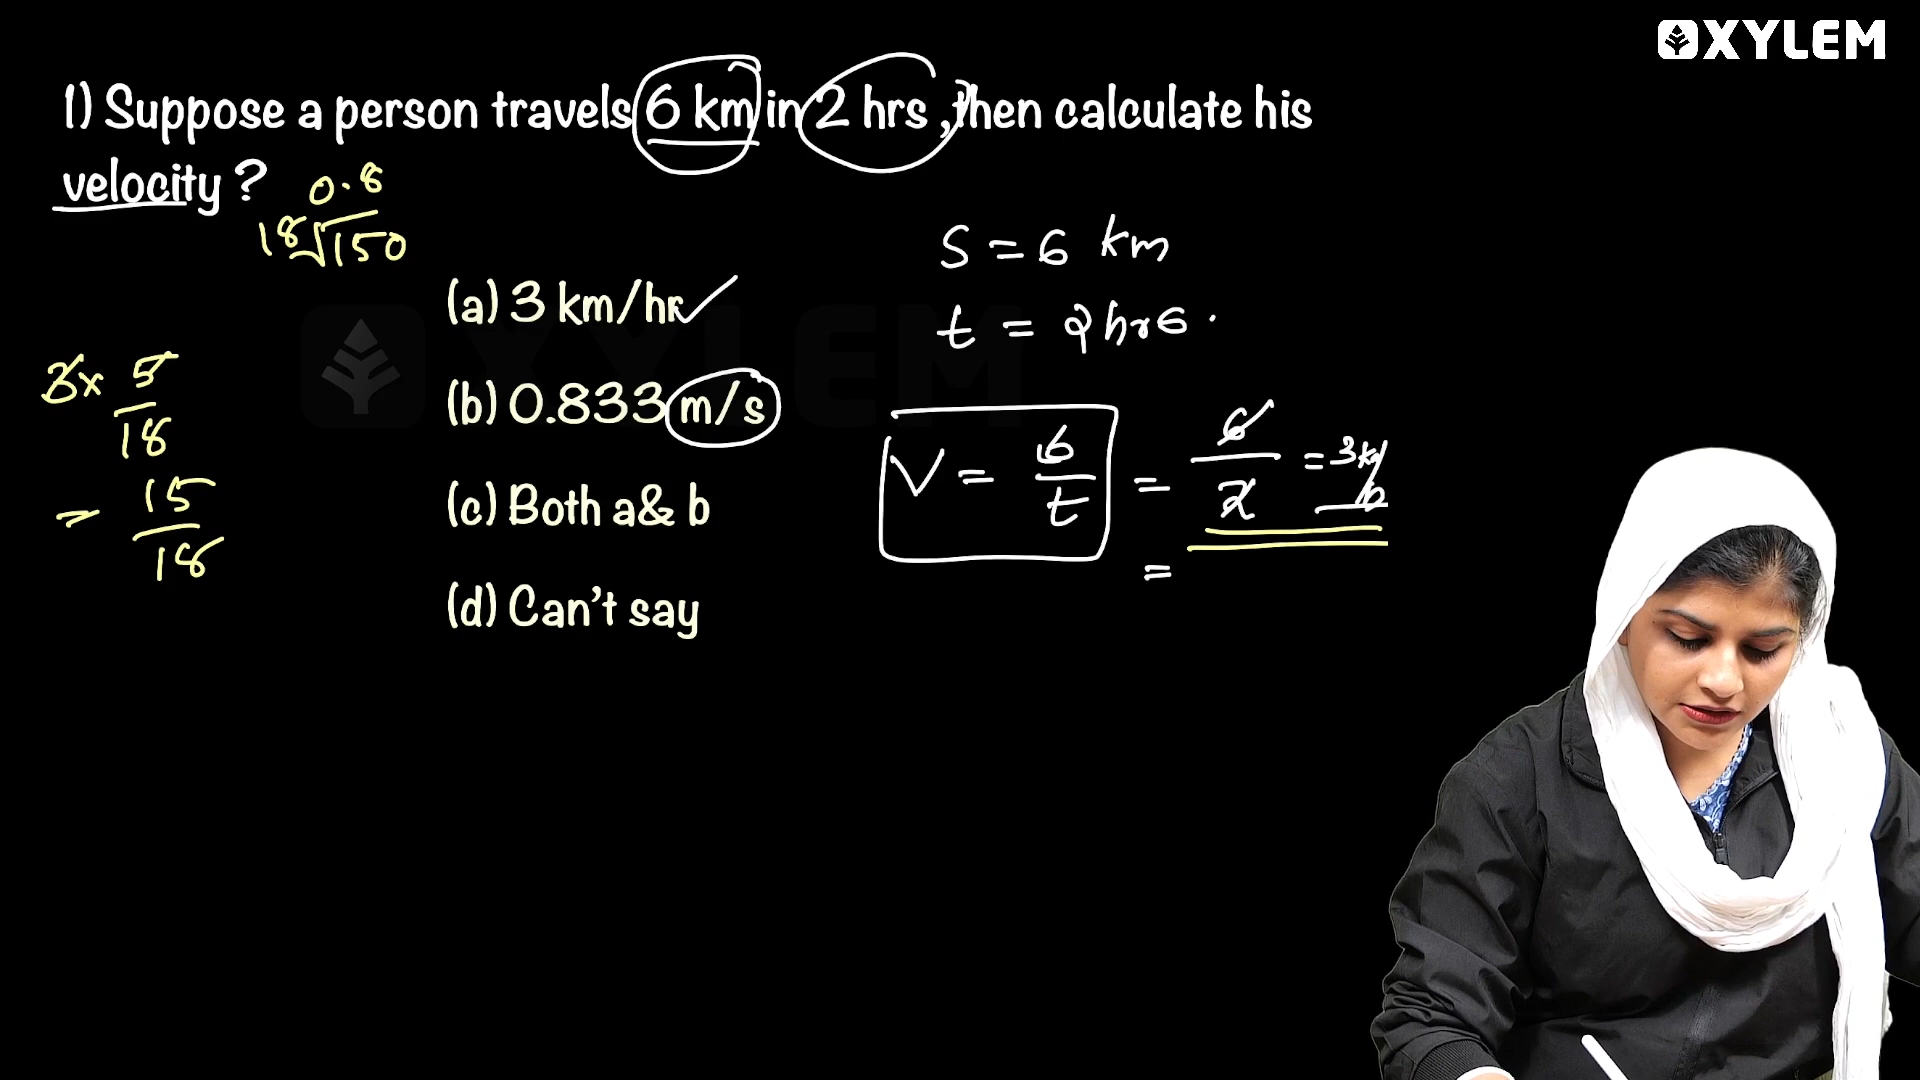 XYLEM
1) Suppose a person travels 6 km in 2 hrs , then calculate his
velocity ?
0.8
18 √150
(a) 3 km/hr ✓
(b) 0.833 m/s
(c) Both a& b
(d) Can't say
3 x 5
18
= 15
18
S = 6 km
t = 2 hrs .
V = s/t = 6/2 = 3 km/h
=
XYLEM